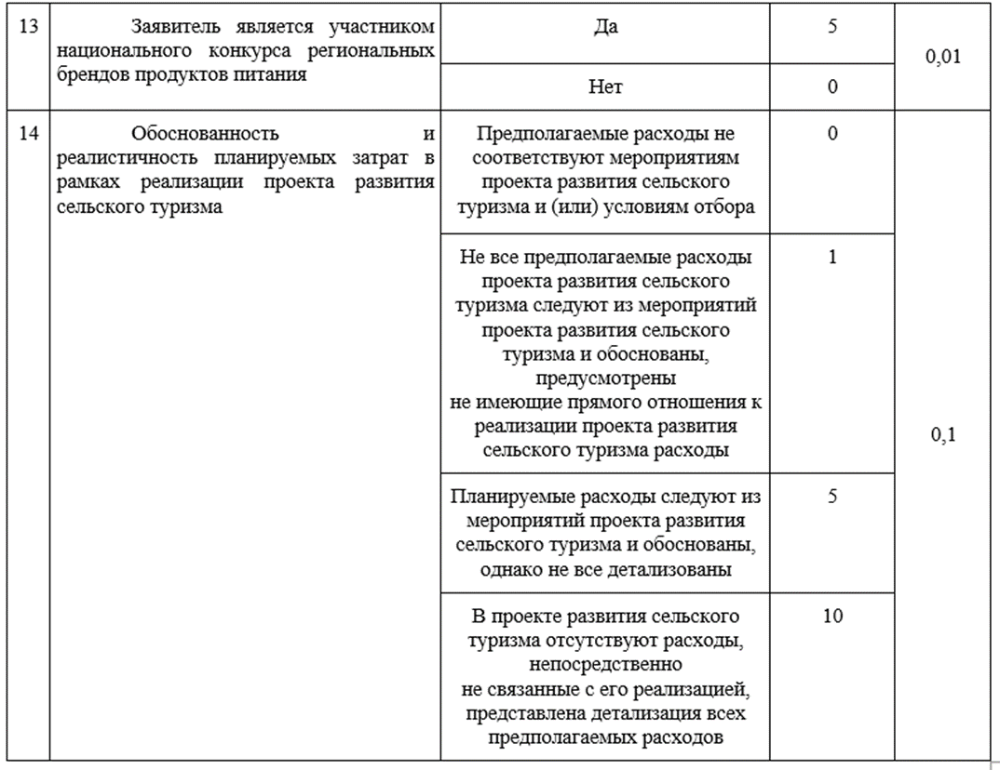 13
Заявитель является участником
национального конкурса региональных
брендов продуктов питания
Да
5
0,01
Нет
0
14
Обоснованность и
реалистичность планируемых затрат в
рамках реализации проекта развития
сельского туризма
Предполагаемые расходы не
соответствуют мероприятиям
проекта развития сельского
туризма и (или) условиям отбора
0
0,1
Не все предполагаемые расходы
проекта развития сельского
туризма следуют из мероприятий
проекта развития сельского
туризма и обоснованы,
предусмотрены
не имеющие прямого отношения к
реализации проекта развития
сельского туризма расходы
1
Планируемые расходы следуют из
мероприятий проекта развития
сельского туризма и обоснованы,
однако не все детализованы
5
В проекте развития сельского
туризма отсутствуют расходы,
непосредственно
не связанные с его реализацией,
представлена детализация всех
предполагаемых расходов
10